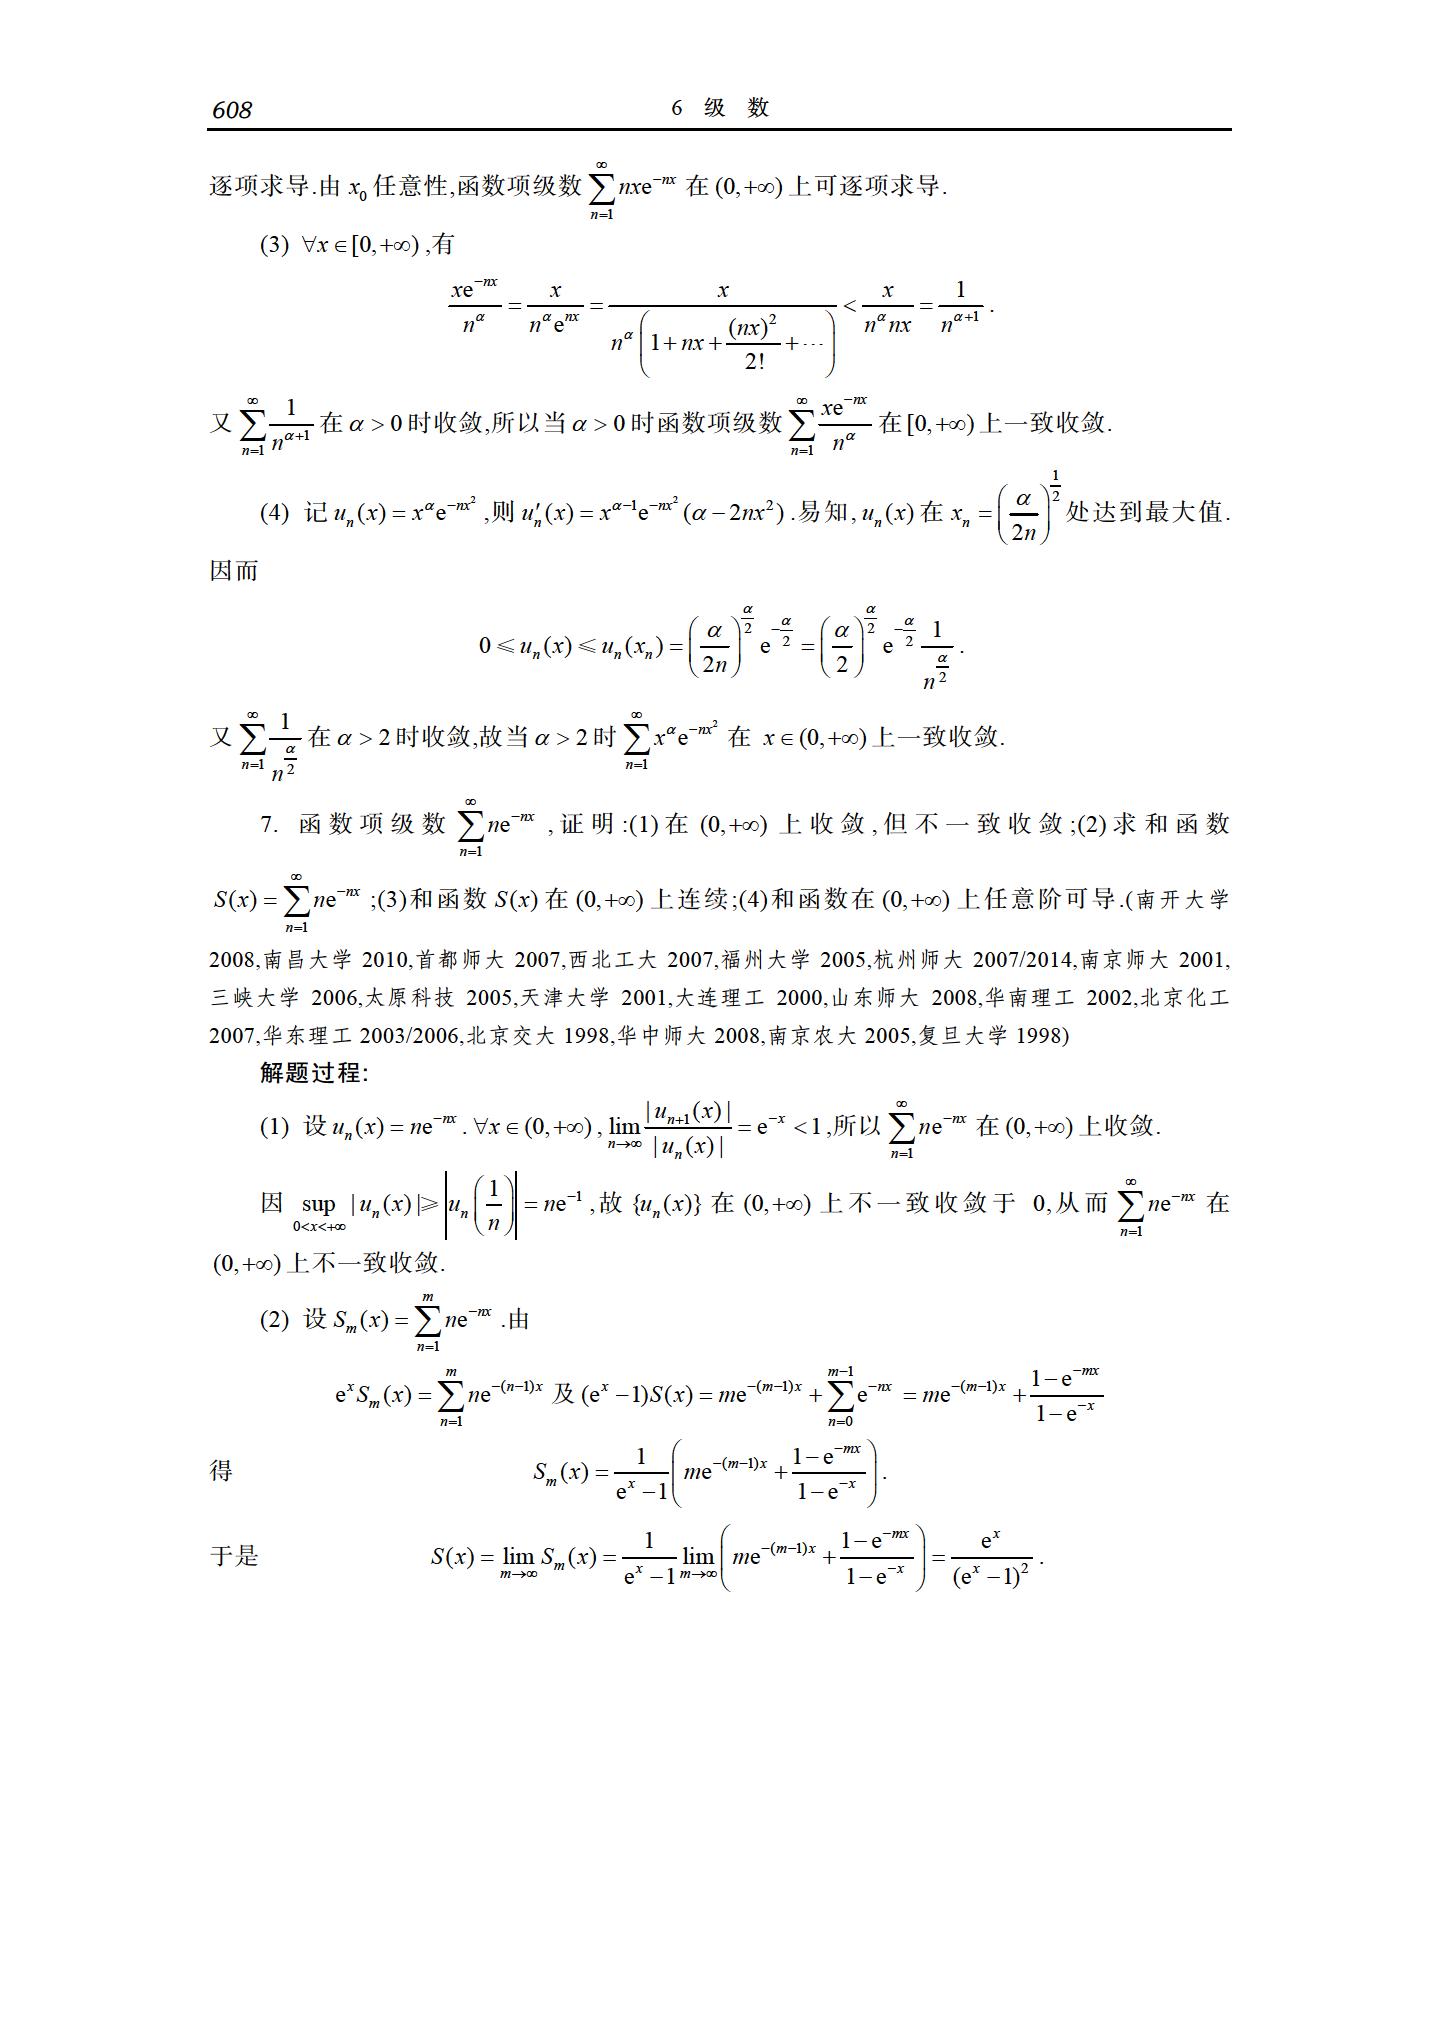 608 6 级 数
逐项求导.由 $x_0$ 任意性,函数项级数 $\sum_{n=1}^{\infty} nx\mathrm{e}^{-nx}$ 在 $(0,+\infty)$ 上可逐项求导.
(3) $\forall x \in [0,+\infty)$ ,有
$\frac{x\mathrm{e}^{-nx}}{n^{\alpha}} = \frac{x}{n^{\alpha}\mathrm{e}^{nx}} = \frac{x}{n^{\alpha}\left(1+nx+\frac{(nx)^2}{2!}+\cdots\right)} < \frac{x}{n^{\alpha}nx} = \frac{1}{n^{\alpha+1}}$ .
又 $\sum_{n=1}^{\infty} \frac{1}{n^{\alpha+1}}$ 在 $\alpha > 0$ 时收敛,所以当 $\alpha > 0$ 时函数项级数 $\sum_{n=1}^{\infty} \frac{x\mathrm{e}^{-nx}}{n^{\alpha}}$ 在 $[0,+\infty)$ 上一致收敛.
(4) 记 $u_n(x) = x^{\alpha}\mathrm{e}^{-nx^2}$ ,则 $u_n'(x) = x^{\alpha-1}\mathrm{e}^{-nx^2}(\alpha - 2nx^2)$ .易知, $u_n(x)$ 在 $x_n = \left(\frac{\alpha}{2n}\right)^{\frac{1}{2}}$ 处达到最大值.
因而
$0 \leqslant u_n(x) \leqslant u_n(x_n) = \left(\frac{\alpha}{2n}\right)^{\frac{\alpha}{2}}\mathrm{e}^{-\frac{\alpha}{2}} = \left(\frac{\alpha}{2}\right)^{\frac{\alpha}{2}}\mathrm{e}^{-\frac{\alpha}{2}}\frac{1}{n^{\frac{\alpha}{2}}}$ .
又 $\sum_{n=1}^{\infty} \frac{1}{n^{\frac{\alpha}{2}}}$ 在 $\alpha > 2$ 时收敛,故当 $\alpha > 2$ 时 $\sum_{n=1}^{\infty} x^{\alpha}\mathrm{e}^{-nx^2}$ 在 $x \in (0,+\infty)$ 上一致收敛.
7. 函数项级数 $\sum_{n=1}^{\infty} n\mathrm{e}^{-nx}$ ,证明:(1)在 $(0,+\infty)$ 上收敛,但不一致收敛;(2)求和函数
$S(x) = \sum_{n=1}^{\infty} n\mathrm{e}^{-nx}$ ;(3)和函数 $S(x)$ 在 $(0,+\infty)$ 上连续;(4)和函数在 $(0,+\infty)$ 上任意阶可导.(南开大学
2008,南昌大学 2010,首都师大 2007,西北工大 2007,福州大学 2005,杭州师大 2007/2014,南京师大 2001,
三峡大学 2006,太原科技 2005,天津大学 2001,大连理工 2000,山东师大 2008,华南理工 2002,北京化工
2007,华东理工 2003/2006,北京交大 1998,华中师大 2008,南京农大 2005,复旦大学 1998)
解题过程:
(1) 设 $u_n(x) = n\mathrm{e}^{-nx}$ . $\forall x \in (0,+\infty)$ , $\lim_{n\to\infty} \frac{|u_{n+1}(x)|}{|u_n(x)|} = \mathrm{e}^{-x} < 1$ ,所以 $\sum_{n=1}^{\infty} n\mathrm{e}^{-nx}$ 在 $(0,+\infty)$ 上收敛.
因 $\sup_{0<x<+\infty} |u_n(x)| \geqslant \left|u_n\left(\frac{1}{n}\right)\right| = n\mathrm{e}^{-1}$ ,故 $\{u_n(x)\}$ 在 $(0,+\infty)$ 上不一致收敛于 0,从而 $\sum_{n=1}^{\infty} n\mathrm{e}^{-nx}$ 在
$(0,+\infty)$ 上不一致收敛.
(2) 设 $S_m(x) = \sum_{n=1}^{m} n\mathrm{e}^{-nx}$ .由
$\mathrm{e}^x S_m(x) = \sum_{n=1}^{m} n\mathrm{e}^{-(n-1)x}$ 及 $(\mathrm{e}^x - 1)S(x) = m\mathrm{e}^{-(m-1)x} + \sum_{n=0}^{m-1} \mathrm{e}^{-nx} = m\mathrm{e}^{-(m-1)x} + \frac{1-\mathrm{e}^{-mx}}{1-\mathrm{e}^{-x}}$
得 $S_m(x) = \frac{1}{\mathrm{e}^x - 1}\left(m\mathrm{e}^{-(m-1)x} + \frac{1-\mathrm{e}^{-mx}}{1-\mathrm{e}^{-x}}\right)$ .
于是 $S(x) = \lim_{m\to\infty} S_m(x) = \frac{1}{\mathrm{e}^x - 1}\lim_{m\to\infty}\left(m\mathrm{e}^{-(m-1)x} + \frac{1-\mathrm{e}^{-mx}}{1-\mathrm{e}^{-x}}\right) = \frac{\mathrm{e}^x}{(\mathrm{e}^x - 1)^2}$ .